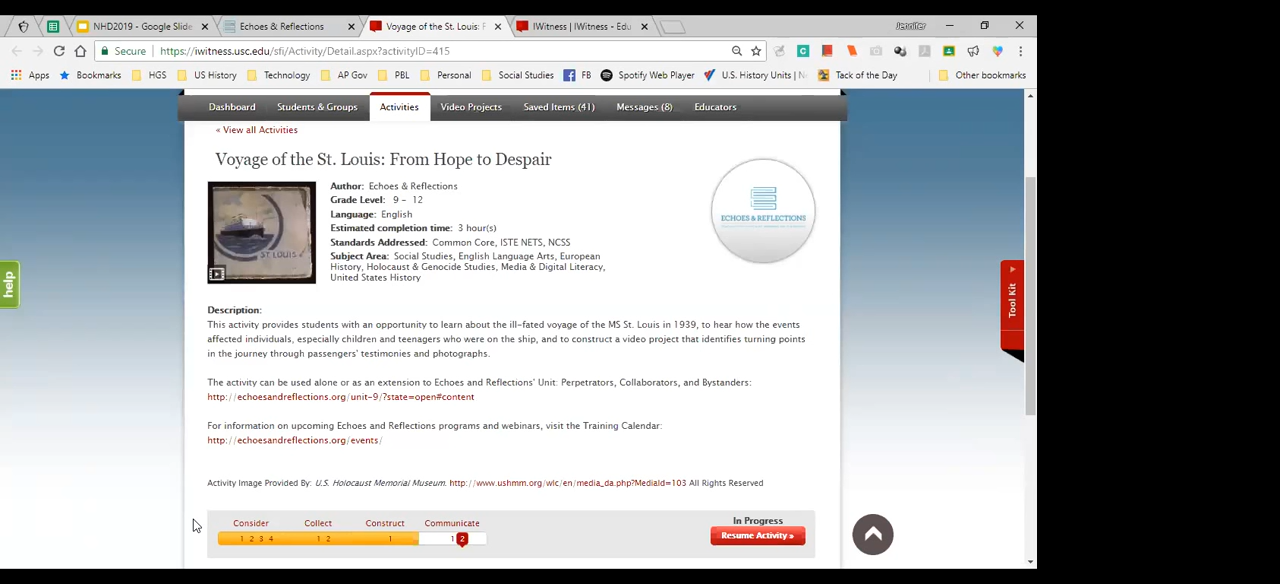 NHD2019 - Google Slide
Echoes & Reflections
Voyage of the St. Louis: F
IWitness | IWitness - Edu
Jennifer
Secure
https://iwitness.usc.edu/sfi/Activity/Detail.aspx?activityID=415
Apps
Bookmarks
HGS
US History
Technology
AP Gov
PBL
Personal
Social Studies
FB
Spotify Web Player
U.S. History Units | N
Tack of the Day
Other bookmarks
Dashboard
Students & Groups
Activities
Video Projects
Saved Items (41)
Messages (8)
Educators
« View all Activities
Voyage of the St. Louis: From Hope to Despair
ST. LOUIS
Author: Echoes & Reflections
Grade Level: 9 - 12
Language: English
Estimated completion time: 3 hour(s)
Standards Addressed: Common Core, ISTE NETS, NCSS
Subject Area: Social Studies, English Language Arts, European
History, Holocaust & Genocide Studies, Media & Digital Literacy,
United States History
ECHOES & REFLECTIONS
help
Tool Kit
Description:
This activity provides students with an opportunity to learn about the ill-fated voyage of the MS St. Louis in 1939, to hear how the events
affected individuals, especially children and teenagers who were on the ship, and to construct a video project that identifies turning points
in the journey through passengers' testimonies and photographs.
The activity can be used alone or as an extension to Echoes and Reflections' Unit: Perpetrators, Collaborators, and Bystanders:
http://echoesandreflections.org/unit-9/?state=open#content
For information on upcoming Echoes and Reflections programs and webinars, visit the Training Calendar:
http://echoesandreflections.org/events/
Activity Image Provided By: U.S. Holocaust Memorial Museum. http://www.ushmm.org/wlc/en/media_da.php?MediaId=103 All Rights Reserved
Consider
Collect
Construct
Communicate
1 2 3 4
1 2
1
1 2
In Progress
Resume Activity »